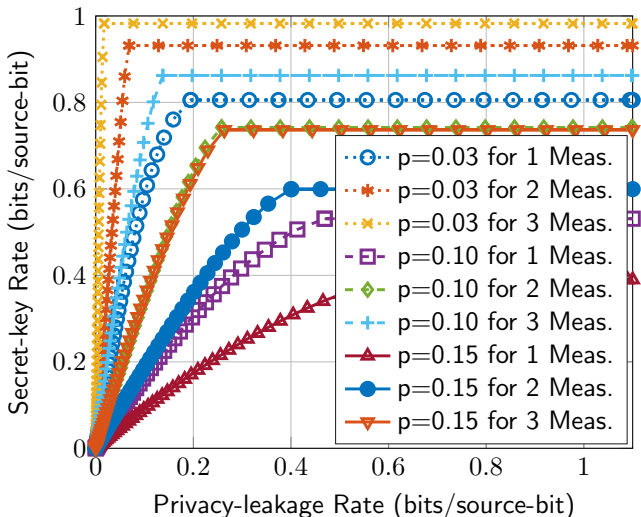 1
0.8
0.6
0.4
0.2
0
Secret-key Rate (bits/source-bit)
p=0.03 for 1 Meas.
p=0.03 for 2 Meas.
p=0.03 for 3 Meas.
p=0.10 for 1 Meas.
p=0.10 for 2 Meas.
p=0.10 for 3 Meas.
p=0.15 for 1 Meas.
p=0.15 for 2 Meas.
p=0.15 for 3 Meas.
0 0.2 0.4 0.6 0.8 1
Privacy-leakage Rate (bits/source-bit)